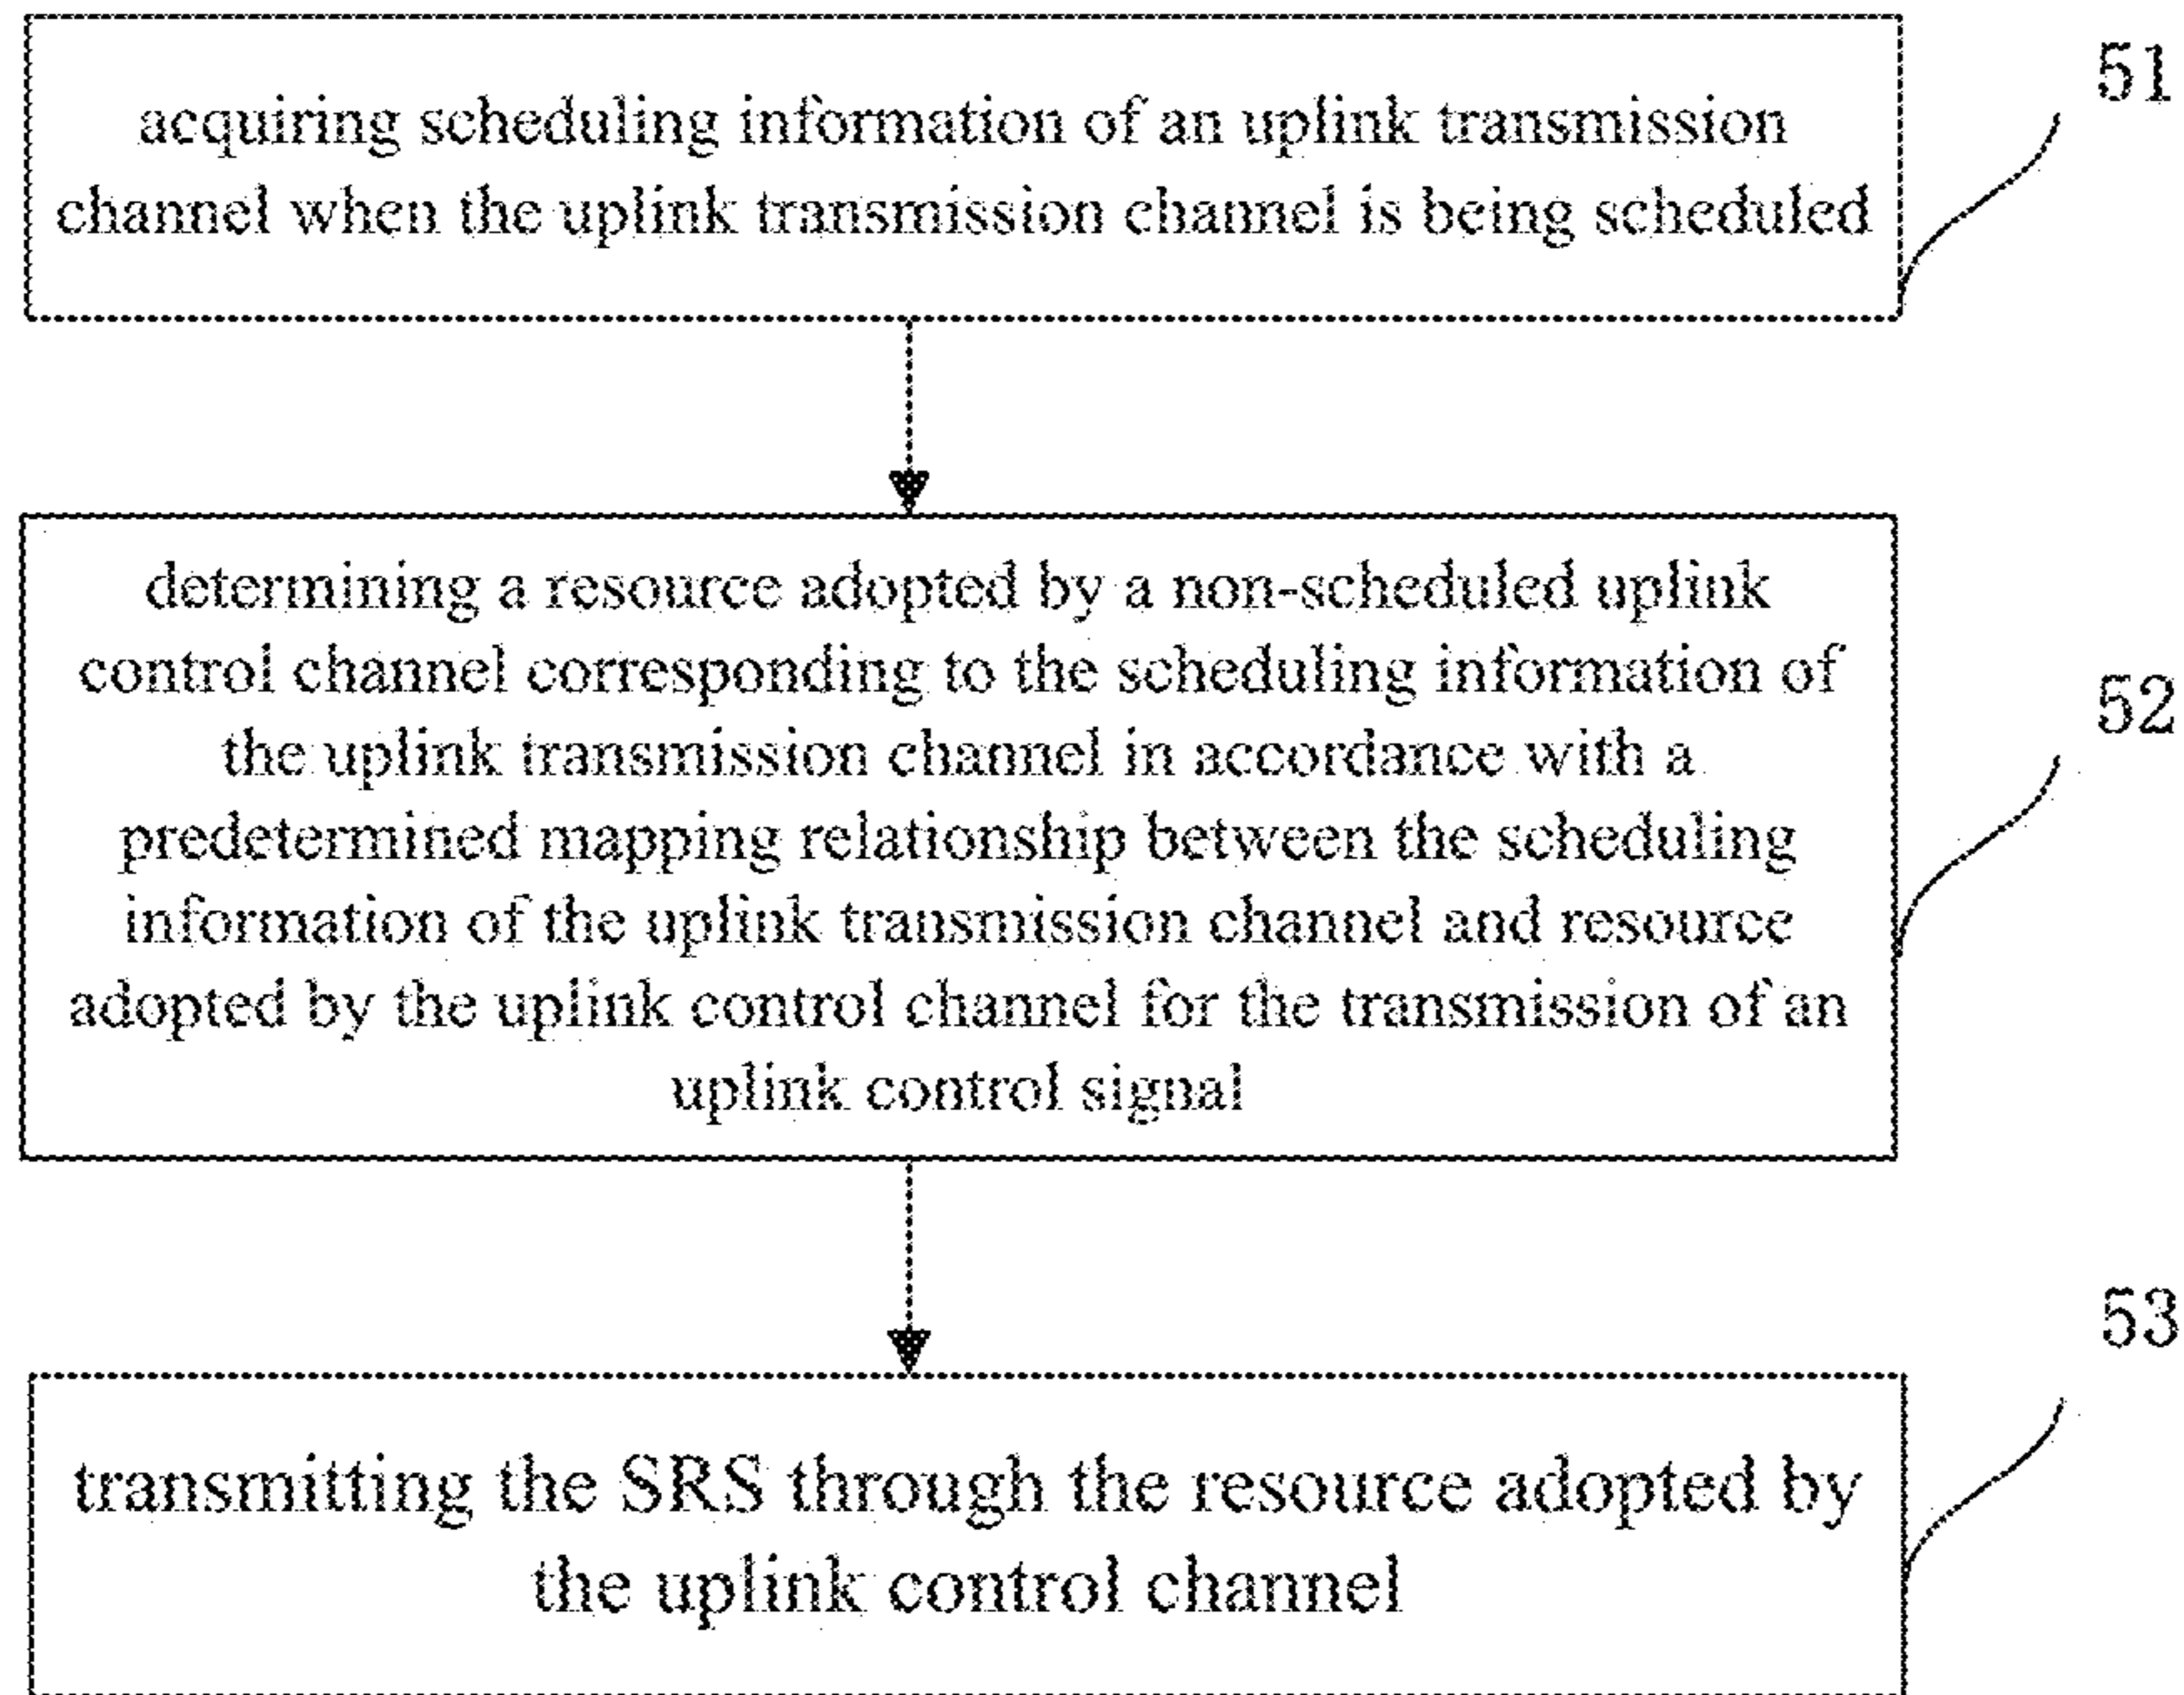 51
acquiring scheduling information of an uplink transmission
channel when the uplink transmission channel is being scheduled
52
determining a resource adopted by a non-scheduled uplink
control channel corresponding to the scheduling information of
the uplink transmission channel in accordance with a
predetermined mapping relationship between the scheduling
information of the uplink transmission channel and resource
adopted by the uplink control channel for the transmission of an
uplink control signal
53
transmitting the SRS through the resource adopted by
the uplink control channel